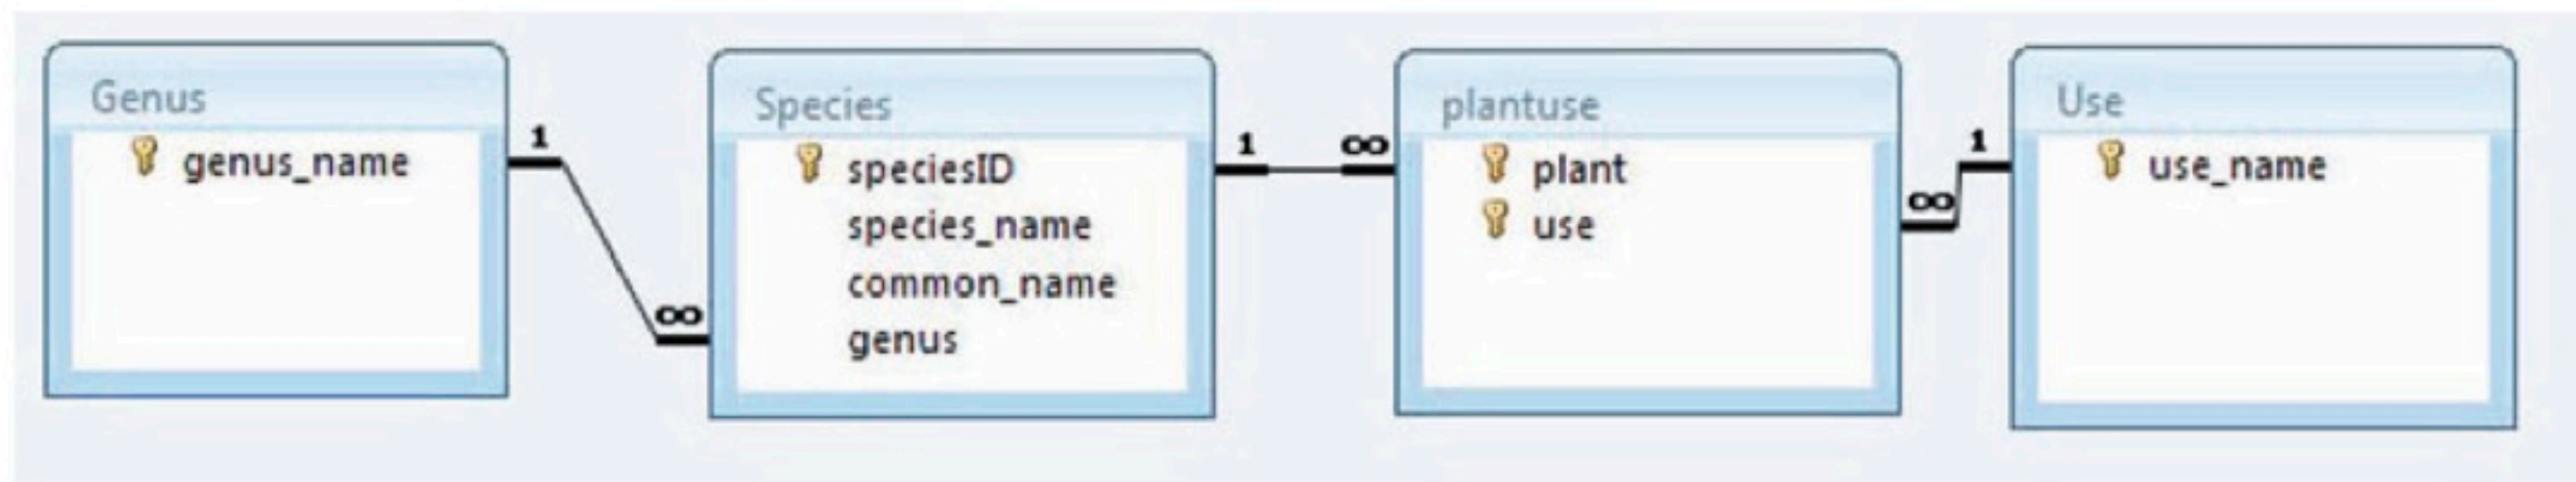 Genus
genus_name
1
∞
Species
speciesID
species_name
common_name
genus
1
∞
plantuse
plant
use
∞
1
Use
use_name